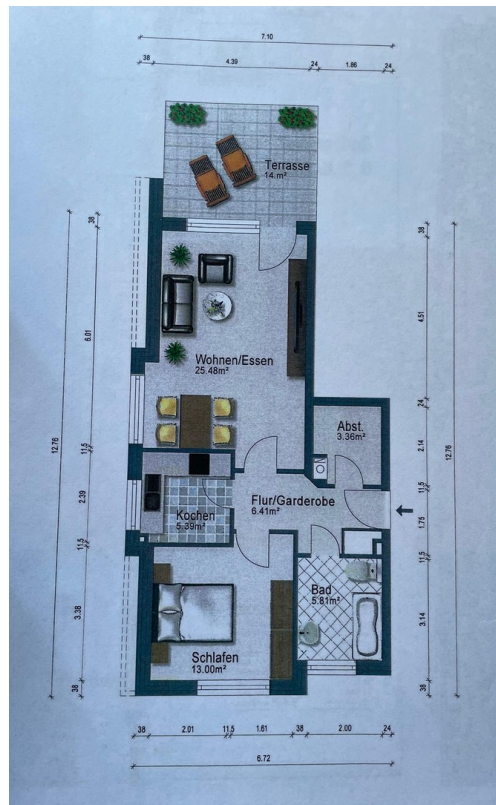 7.10
38 4.39 24 1.86 24
Terrasse
14.m²
38
6.01
11.5
2.39
11.5
3.38
38
12.76
Wohnen/Essen
25.48m²
Abst.
3.36m²
Flur/Garderobe
6.41m²
Kochen
5.39m²
Bad
5.81m²
Schlafen
13.00m²
38
4.51
24
2.14
11.5
1.75
11.5
3.14
38
12.76
38 2.01 11.5 1.61 38 2.00 24
6.72